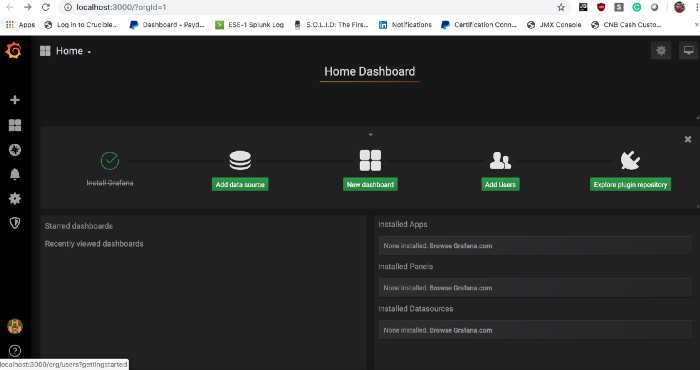 localhost:3000/?orgId=1
Apps
Log in to Crucible...
Dashboard - Payd...
ESE-1 Splunk Log
S.O.L.I.D: The First...
Notifications
Certification Conn...
JMX Console
CNB Cash Custo...
Home
Home Dashboard
Install Grafana
Add data source
New dashboard
Add Users
Explore plugin repository
Starred dashboards
Recently viewed dashboards
Installed Apps
None installed. Browse Grafana.com
Installed Panels
None installed. Browse Grafana.com
Installed Datasources
None installed. Browse Grafana.com
localhost:3000/org/users?gettingstarted